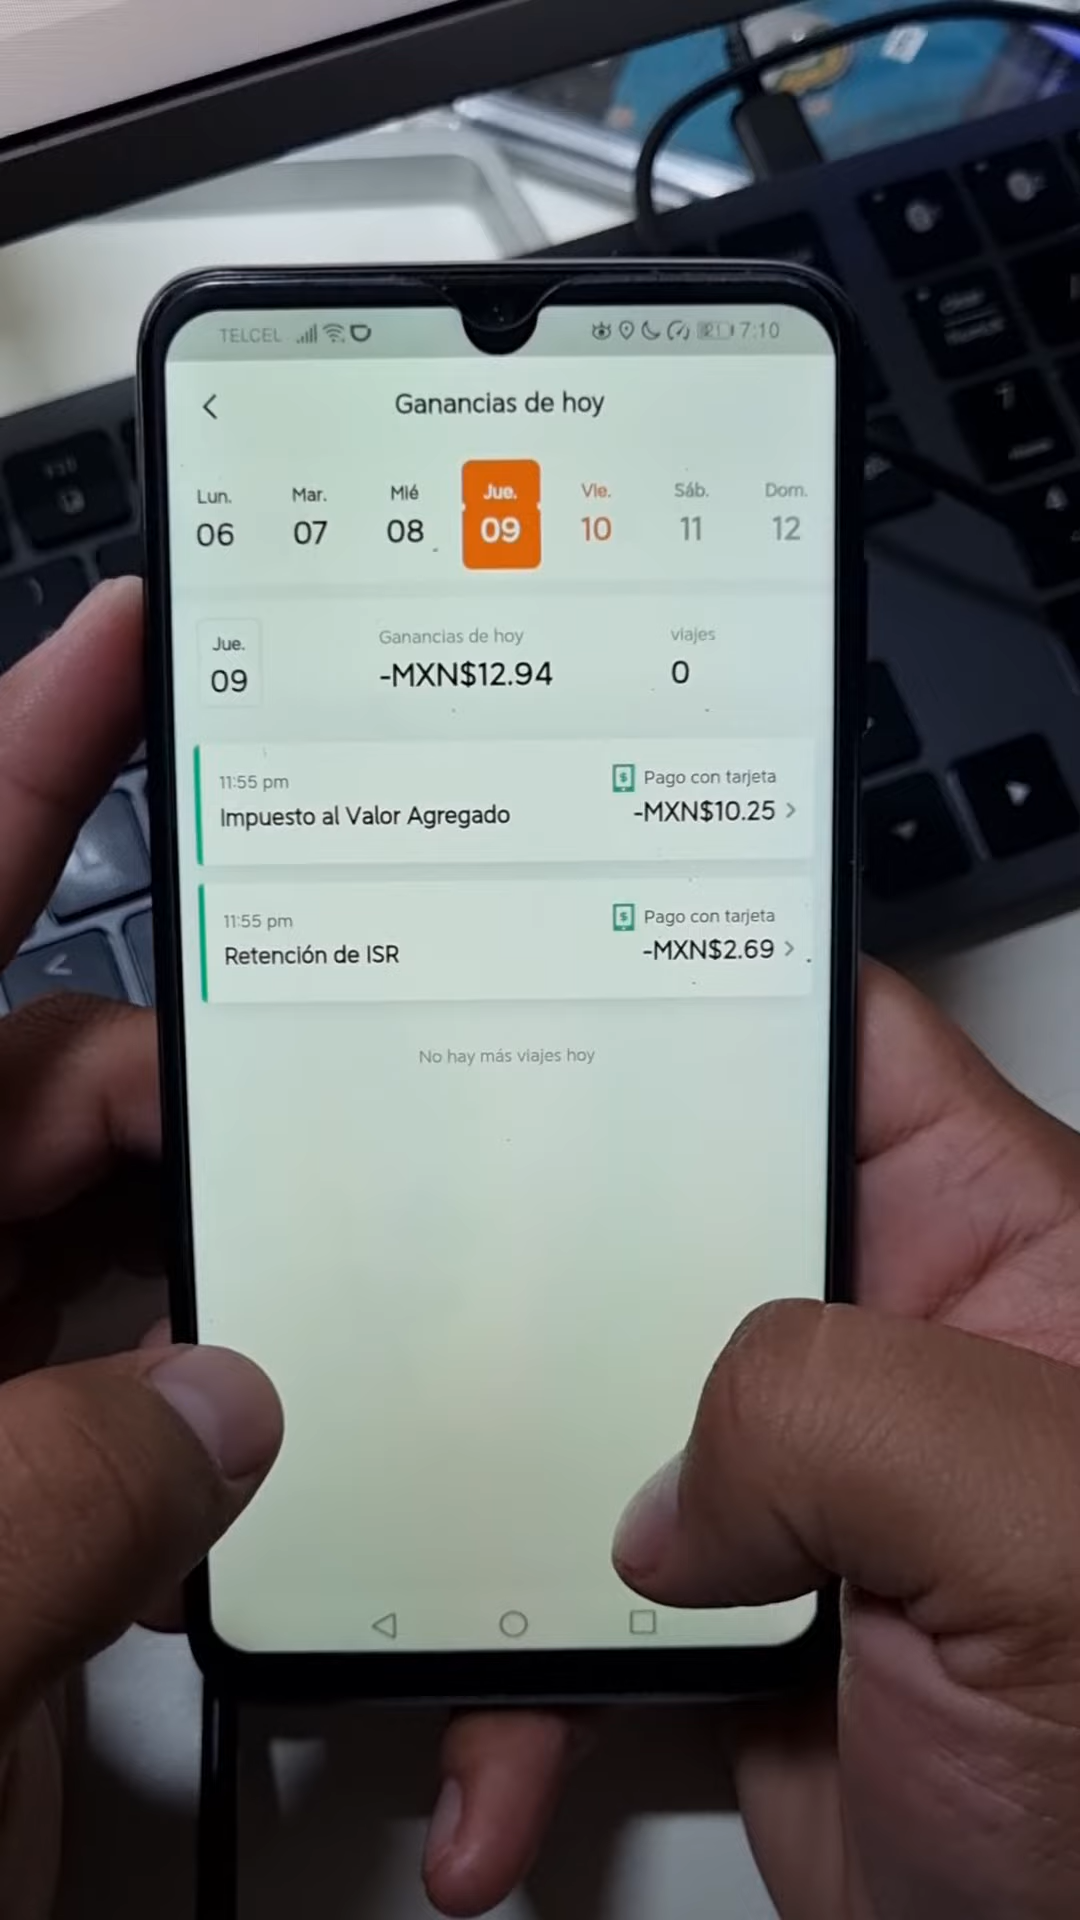 TELCEL
7:10
Ganancias de hoy
Lun. Mar. Mié Jue. Vie. Sáb. Dom.
06 07 08 09 10 11 12
Jue.
09
Ganancias de hoy
-MXN$12.94
viajes
0
11:55 pm
Impuesto al Valor Agregado
Pago con tarjeta
-MXN$10.25
11:55 pm
Retención de ISR
Pago con tarjeta
-MXN$2.69
No hay más viajes hoy